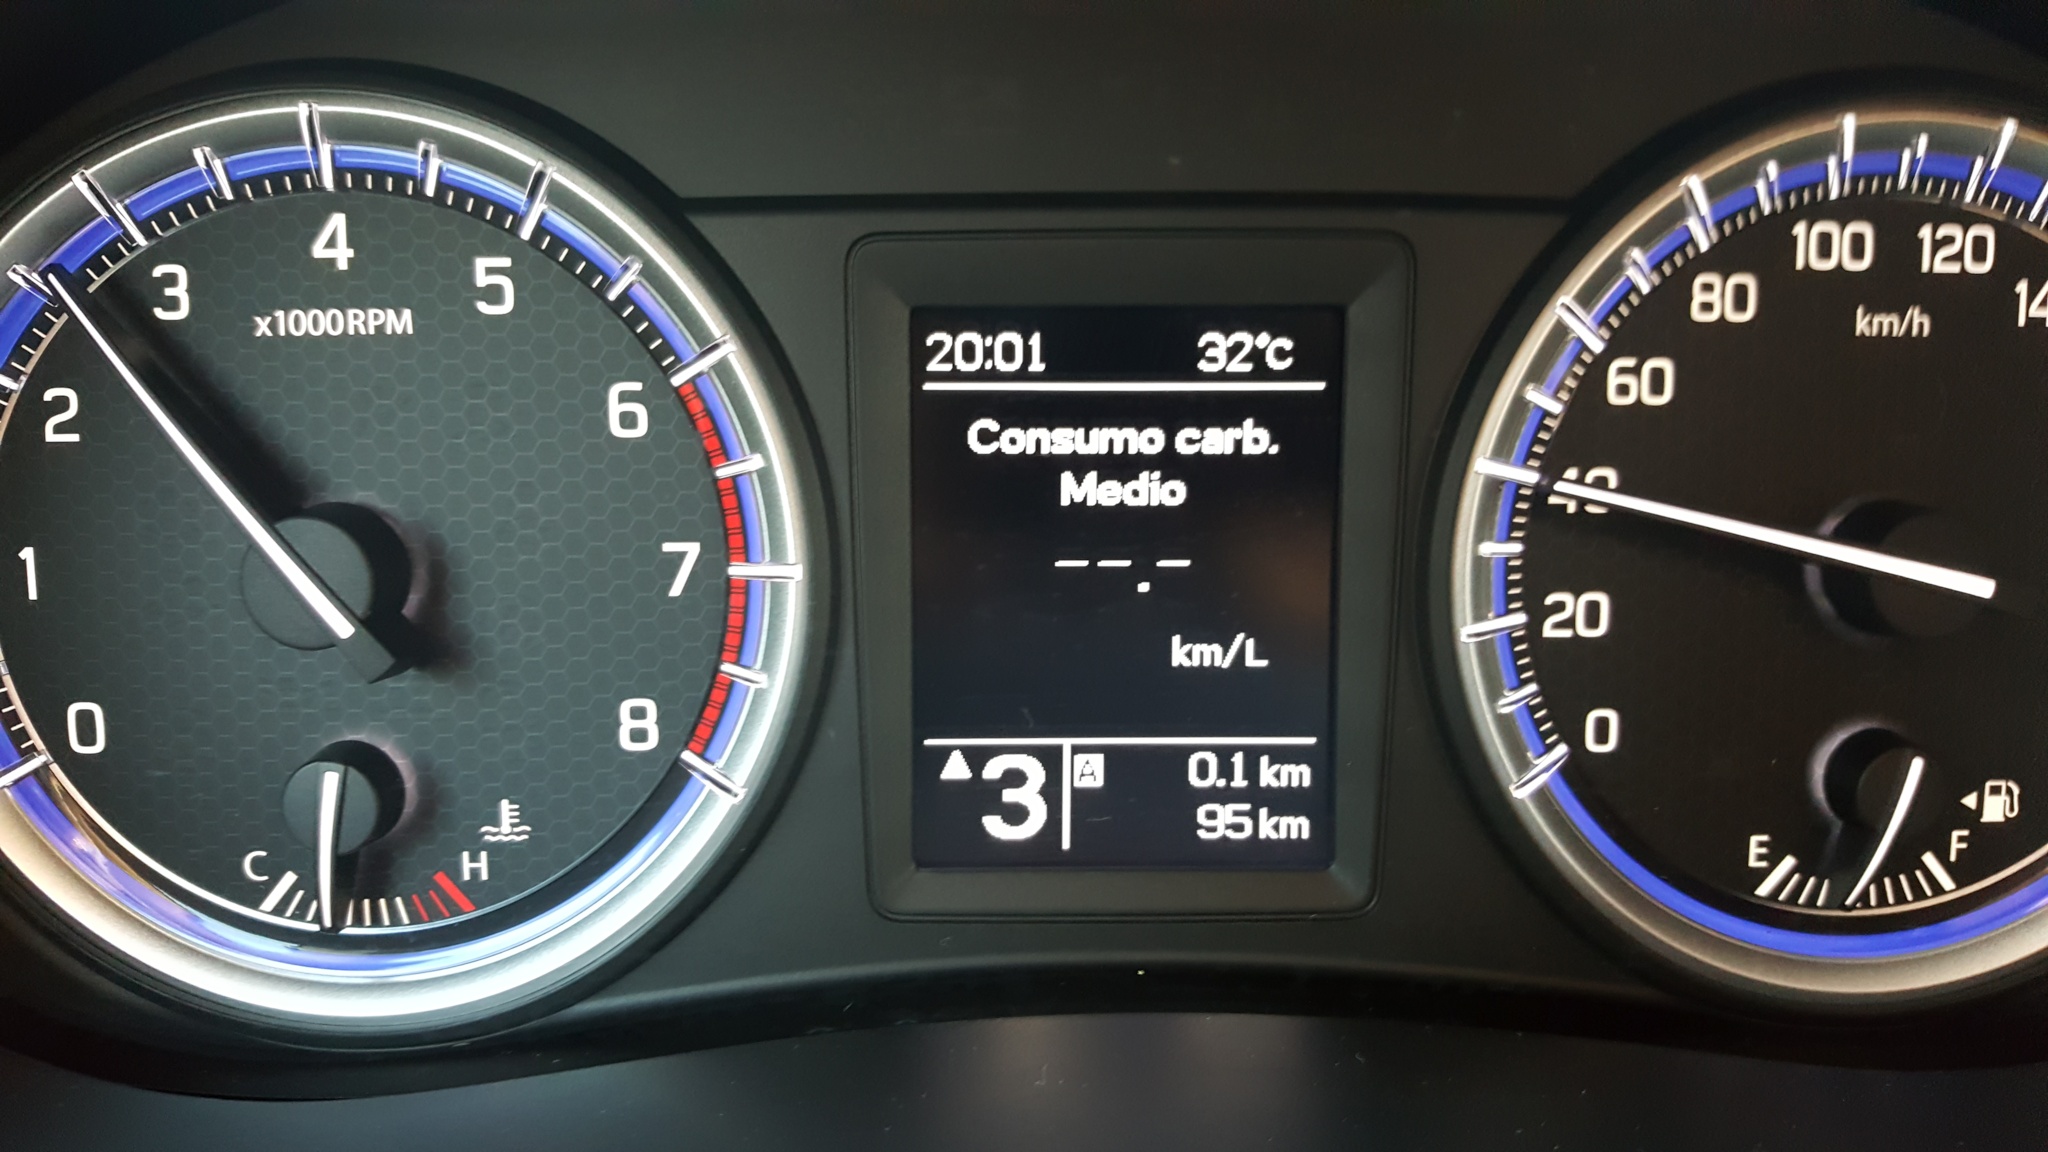 0
1
2
3
4
5
6
7
8
x1000RPM
C
H
20:01 32°C
Consumo carb.
Medio
--.-
km/L
3
A 0.1 km
95 km
0
20
40
60
80
100
120
km/h
E
F